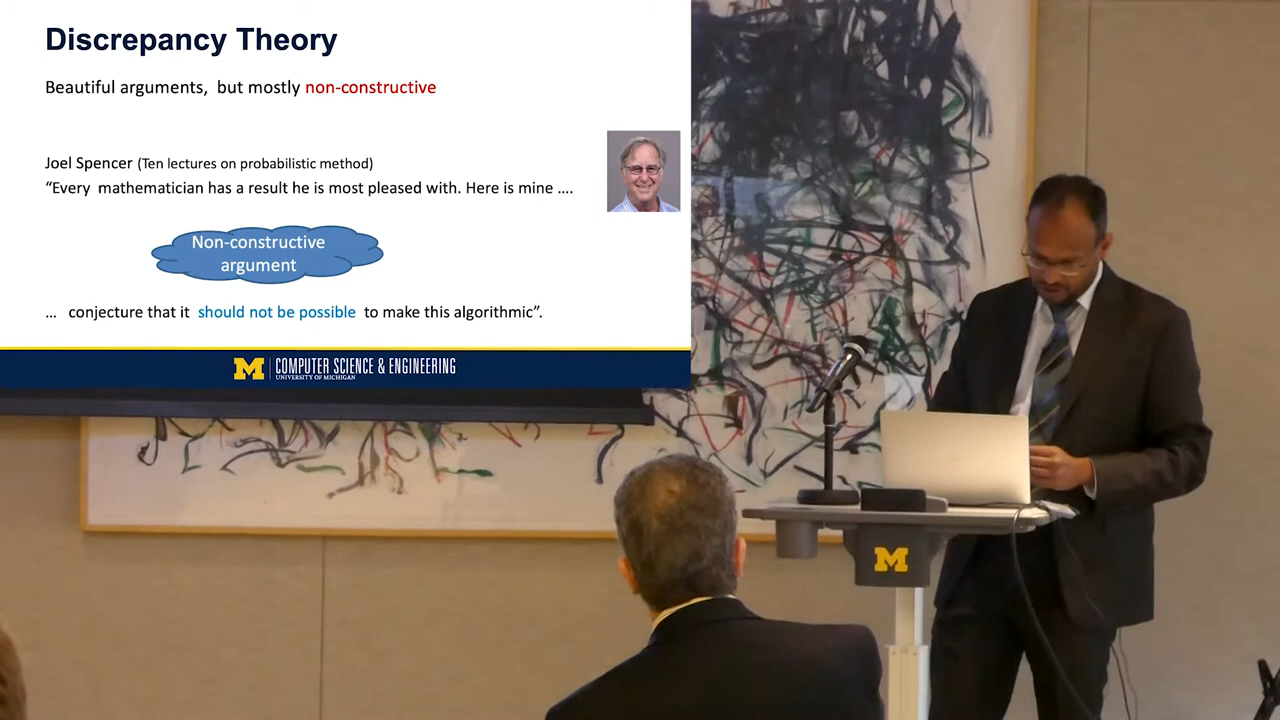 Discrepancy Theory
Beautiful arguments, but mostly non-constructive
Joel Spencer (Ten lectures on probabilistic method)
“Every mathematician has a result he is most pleased with. Here is mine ….
Non-constructive
argument
… conjecture that it should not be possible to make this algorithmic”.
M COMPUTER SCIENCE & ENGINEERING
UNIVERSITY OF MICHIGAN
M